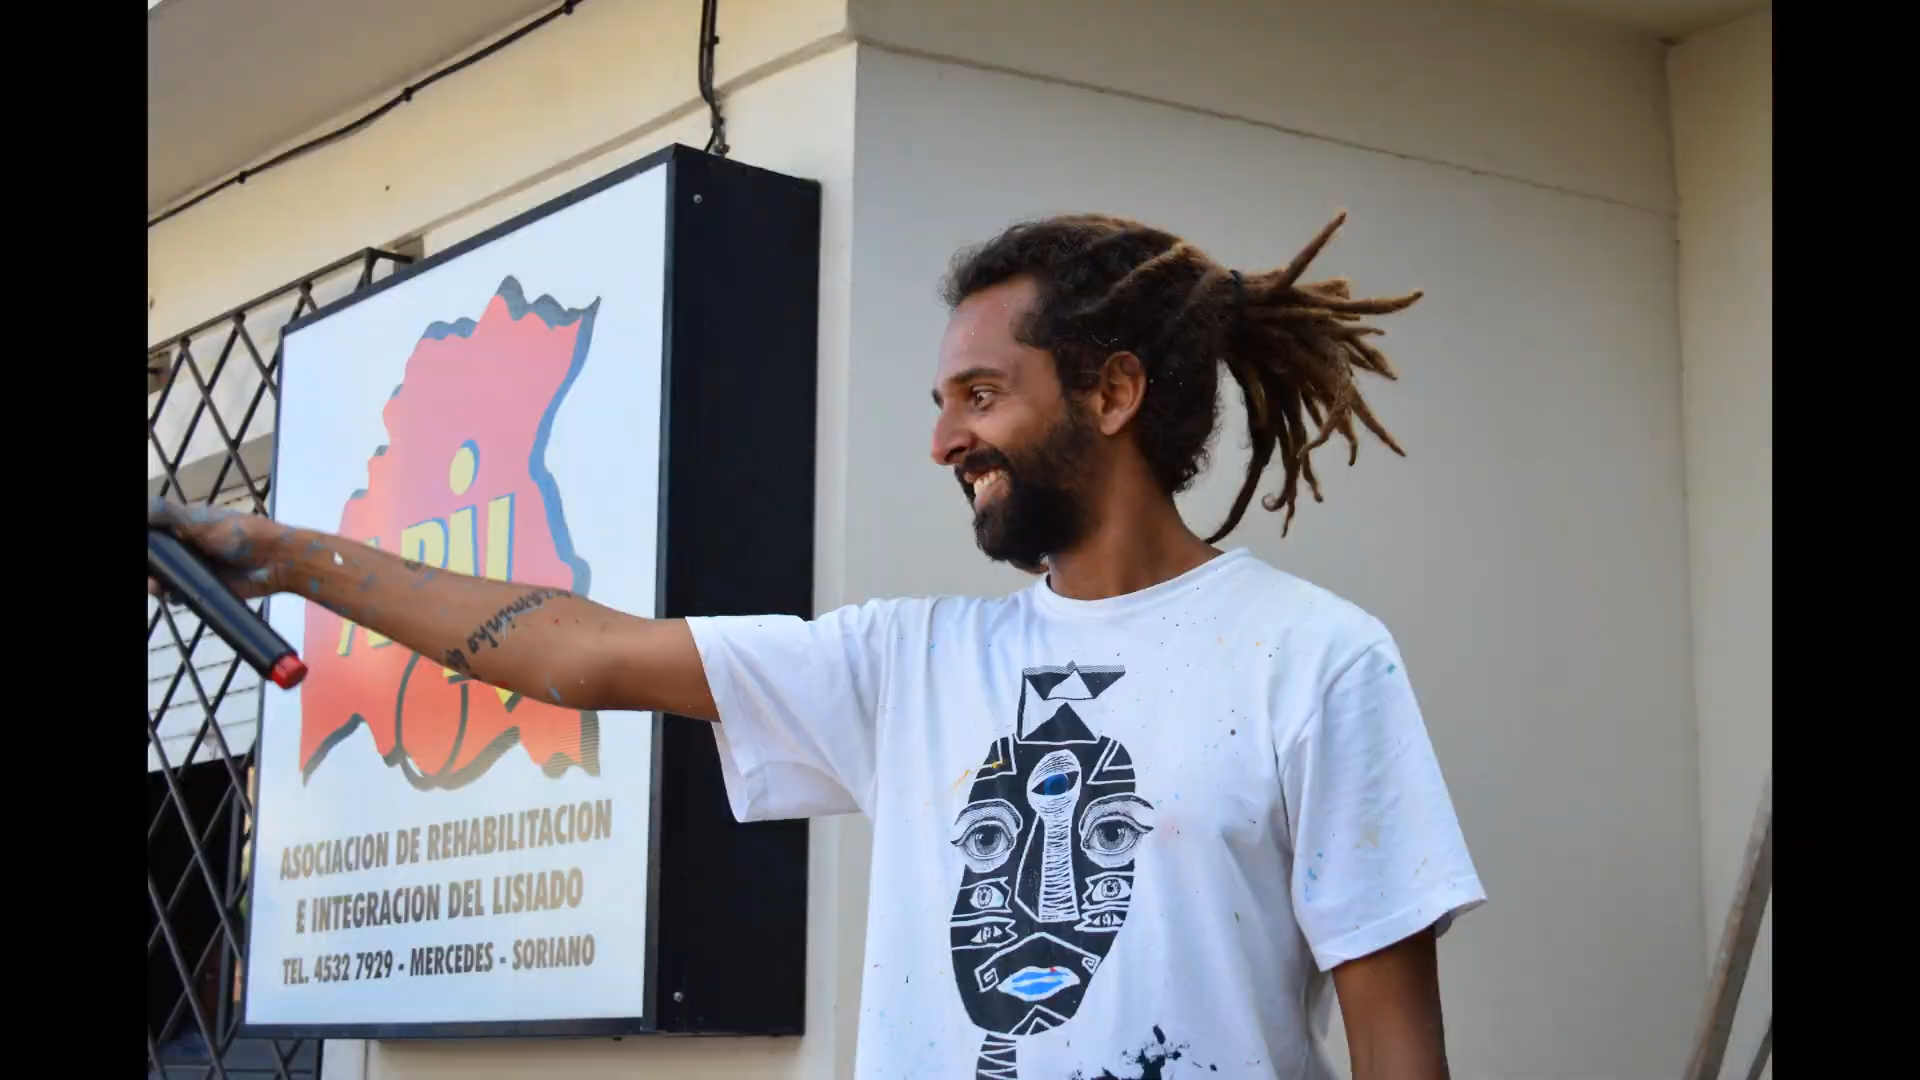 ASOCIACION DE REHABILITACION
E INTEGRACION DEL LISIADO
TEL. 4532 7929 - MERCEDES - SORIANO